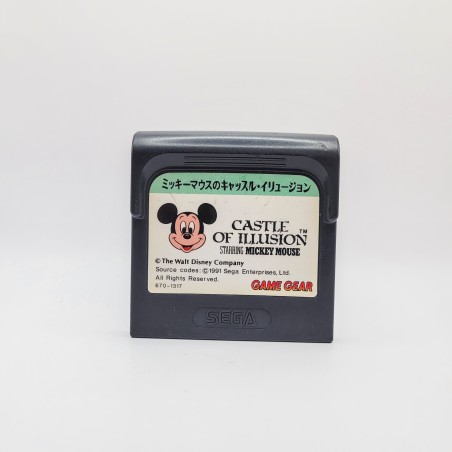 ミッキーマウスのキャッスル・イリュージョン
CASTLE
OF ILLUSION™
STARRING MICKEY MOUSE
© The Walt Disney Company
Source codes: ©1991 Sega Enterprises, Ltd.
All Rights Reserved.
670-1317
GAME GEAR
SEGA